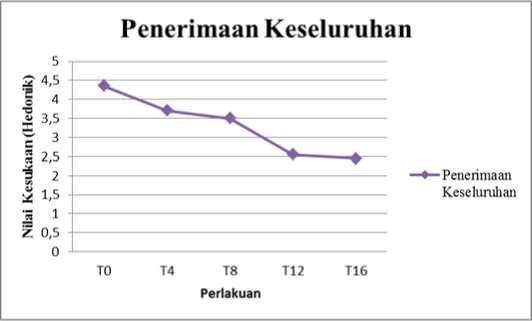 Penerimaan Keseluruhan
Nilai Kesukaan (Hedonik)
5
4,5
4
3,5
3
2,5
2
1,5
1
0,5
0
T0 T4 T8 T12 T16
Perlakuan
Penerimaan
Keseluruhan